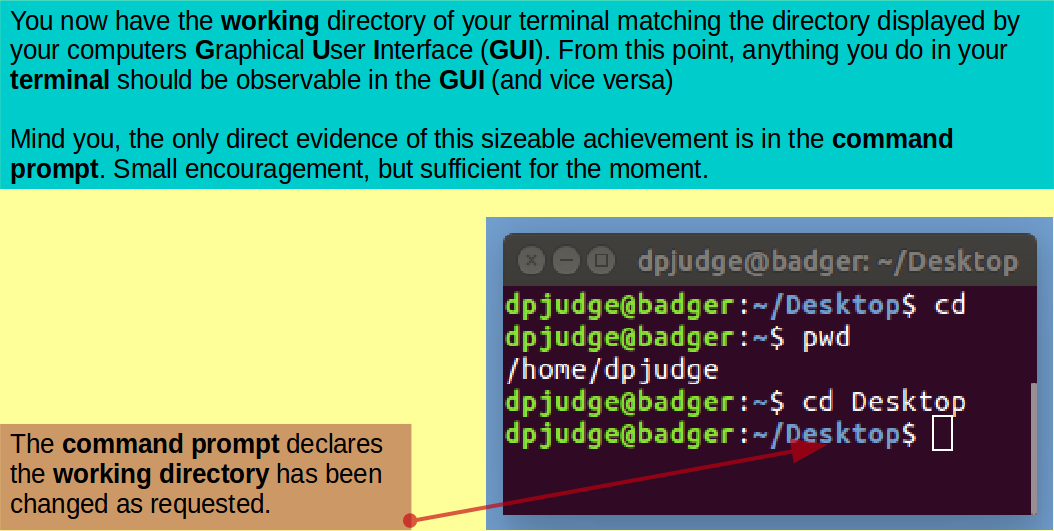 You now have the working directory of your terminal matching the directory displayed by
your computers Graphical User Interface (GUI). From this point, anything you do in your
terminal should be observable in the GUI (and vice versa)
Mind you, the only direct evidence of this sizeable achievement is in the command
prompt. Small encouragement, but sufficient for the moment.
dpjudge@badger: ~/Desktop
dpjudge@badger:~/Desktop$ cd
dpjudge@badger:~$ pwd
/home/dpjudge
dpjudge@badger:~$ cd Desktop
dpjudge@badger:~/Desktop$
The command prompt declares
the working directory has been
changed as requested.